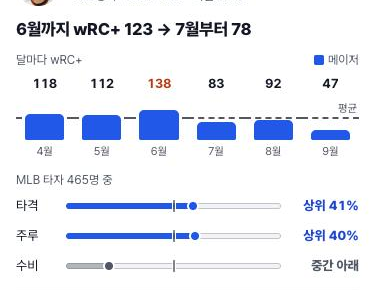 6월까지 wRC+ 123 → 7월부터 78
달마다 wRC+ 메이저
118 112 138 83 92 47
평균
4월 5월 6월 7월 8월 9월
MLB 타자 465명 중
타격 상위 41%
주루 상위 40%
수비 중간 아래